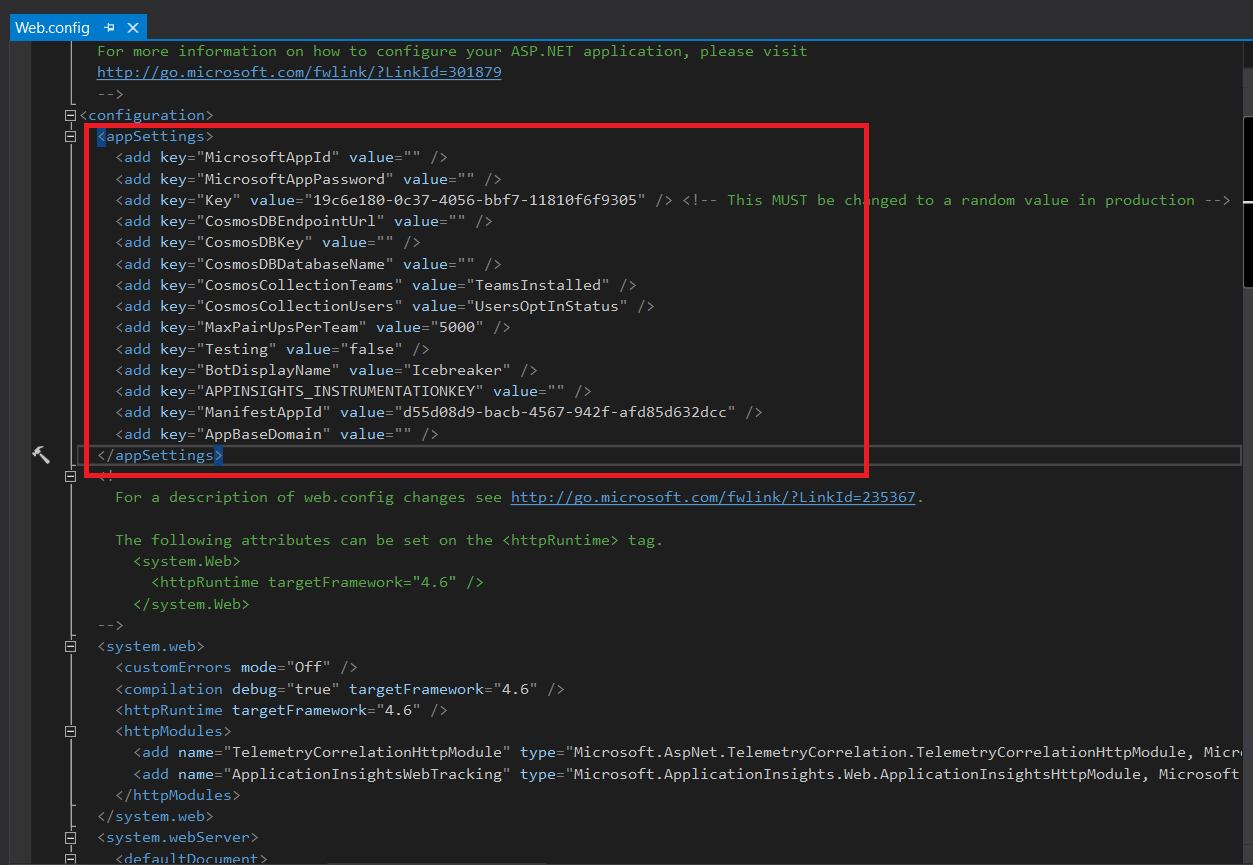 Web.config
For more information on how to configure your ASP.NET application, please visit
http://go.microsoft.com/fwlink/?LinkId=301879
-->
<configuration>
<appSettings>
<add key="MicrosoftAppId" value="" />
<add key="MicrosoftAppPassword" value="" />
<add key="Key" value="19c6e180-0c37-4056-bbf7-11810f6f9305" /> <!-- This MUST be changed to a random value in production -->
<add key="CosmosDBEndpointUrl" value="" />
<add key="CosmosDBKey" value="" />
<add key="CosmosDBDatabaseName" value="" />
<add key="CosmosCollectionTeams" value="TeamsInstalled" />
<add key="CosmosCollectionUsers" value="UsersOptInStatus" />
<add key="MaxPairUpsPerTeam" value="5000" />
<add key="Testing" value="false" />
<add key="BotDisplayName" value="Icebreaker" />
<add key="APPINSIGHTS_INSTRUMENTATIONKEY" value="" />
<add key="ManifestAppId" value="d55d08d9-bacb-4567-942f-afd85d632dcc" />
<add key="AppBaseDomain" value="" />
</appSettings>
For a description of web.config changes see http://go.microsoft.com/fwlink/?LinkId=235367.
The following attributes can be set on the <httpRuntime> tag.
<system.Web>
<httpRuntime targetFramework="4.6" />
</system.Web>
-->
<system.web>
<customErrors mode="Off" />
<compilation debug="true" targetFramework="4.6" />
<httpRuntime targetFramework="4.6" />
<httpModules>
<add name="TelemetryCorrelationHttpModule" type="Microsoft.AspNet.TelemetryCorrelation.TelemetryCorrelationHttpModule, Micr
<add name="ApplicationInsightsWebTracking" type="Microsoft.ApplicationInsights.Web.ApplicationInsightsHttpModule, Microsoft
</httpModules>
</system.web>
<system.webServer>
<defaultDocument>